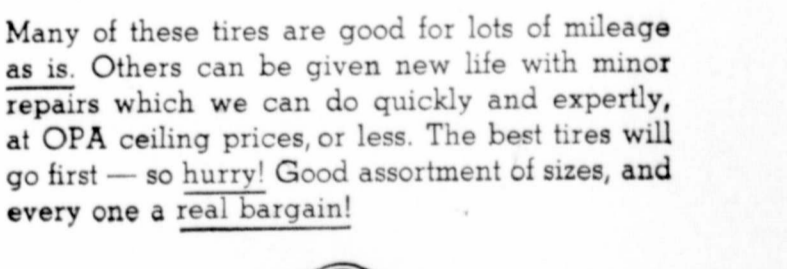 Many of these tires are good for lots of mileage
as is. Others can be given new life with minor
repairs which we can do quickly and expertly,
at OPA ceiling prices, or less. The best tires will
go first — so hurry! Good assortment of sizes, and
every one a real bargain!